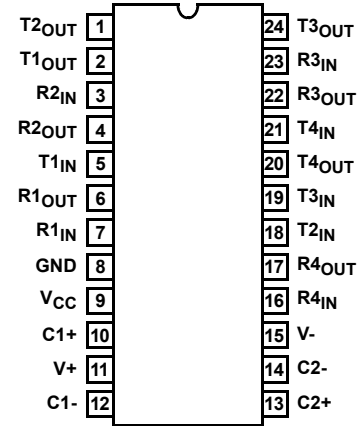 T2OUT 1 24 T3OUT
T1OUT 2 23 R3IN
R2IN 3 22 R3OUT
R2OUT 4 21 T4IN
T1IN 5 20 T4OUT
R1OUT 6 19 T3IN
R1IN 7 18 T2IN
GND 8 17 R4OUT
VCC 9 16 R4IN
C1+ 10 15 V-
V+ 11 14 C2-
C1- 12 13 C2+